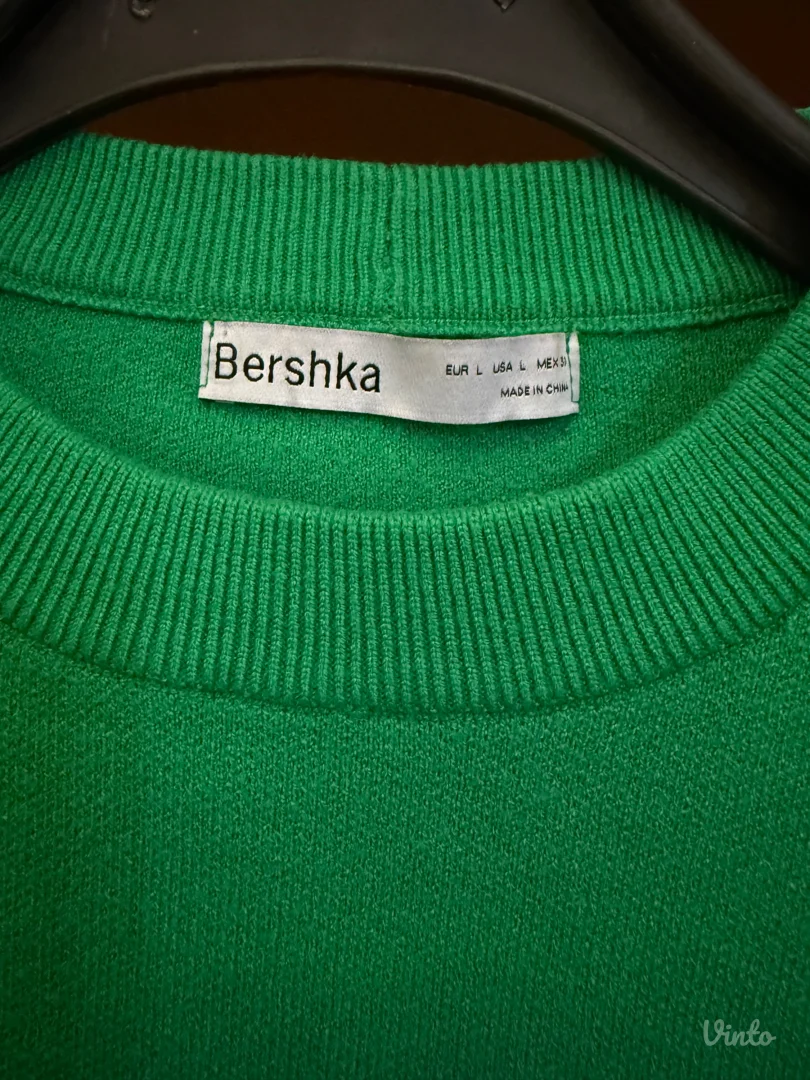 Bershka
EUR L USA L MEX
MADE IN CHINA
Vinto